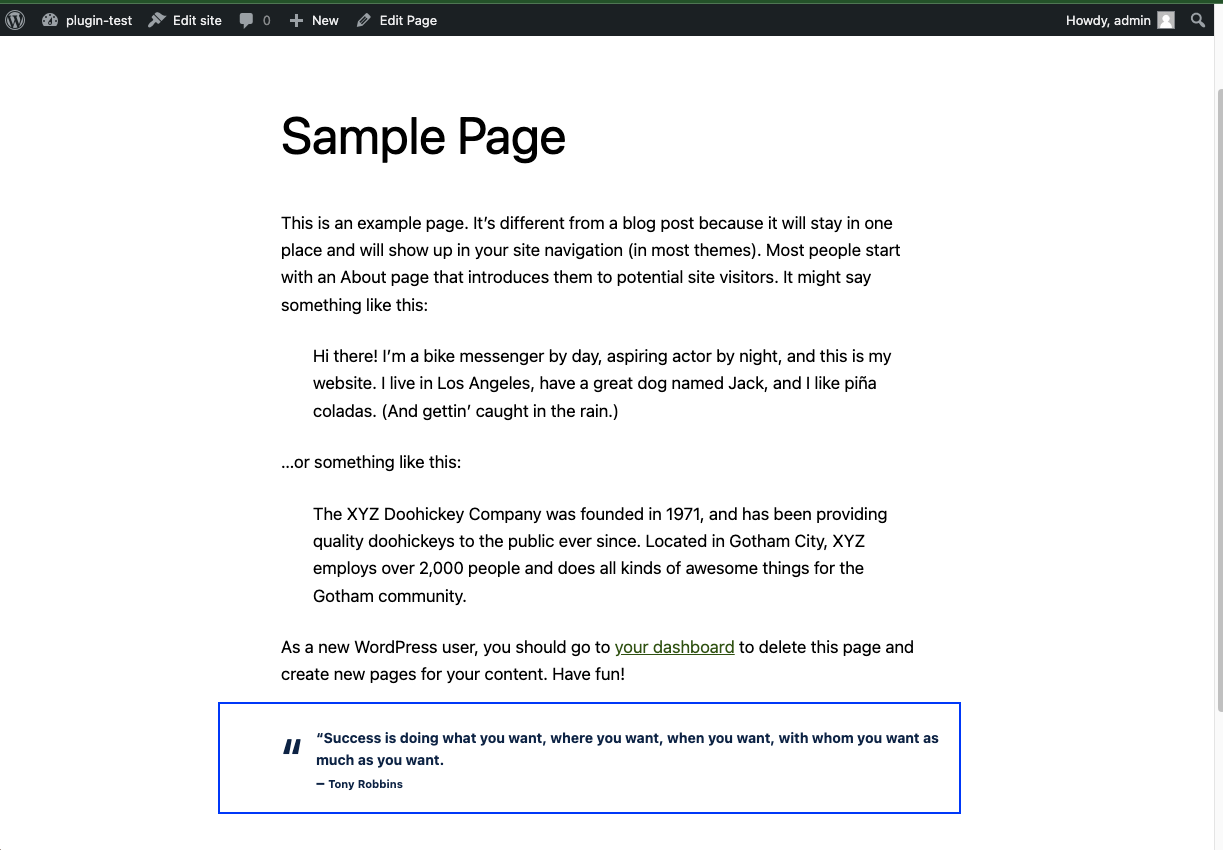 plugin-test Edit site 0 New Edit Page Howdy, admin
Sample Page
This is an example page. It’s different from a blog post because it will stay in one
place and will show up in your site navigation (in most themes). Most people start
with an About page that introduces them to potential site visitors. It might say
something like this:
Hi there! I’m a bike messenger by day, aspiring actor by night, and this is my
website. I live in Los Angeles, have a great dog named Jack, and I like piña
coladas. (And gettin’ caught in the rain.)
…or something like this:
The XYZ Doohickey Company was founded in 1971, and has been providing
quality doohickeys to the public ever since. Located in Gotham City, XYZ
employs over 2,000 people and does all kinds of awesome things for the
Gotham community.
As a new WordPress user, you should go to your dashboard to delete this page and
create new pages for your content. Have fun!
“Success is doing what you want, where you want, when you want, with whom you want as
much as you want.
— Tony Robbins